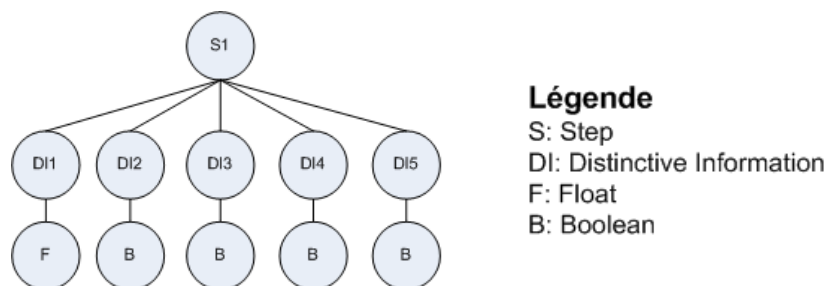 S1
DI1 DI2 DI3 DI4 DI5
F B B B B
Légende
S: Step
DI: Distinctive Information
F: Float
B: Boolean